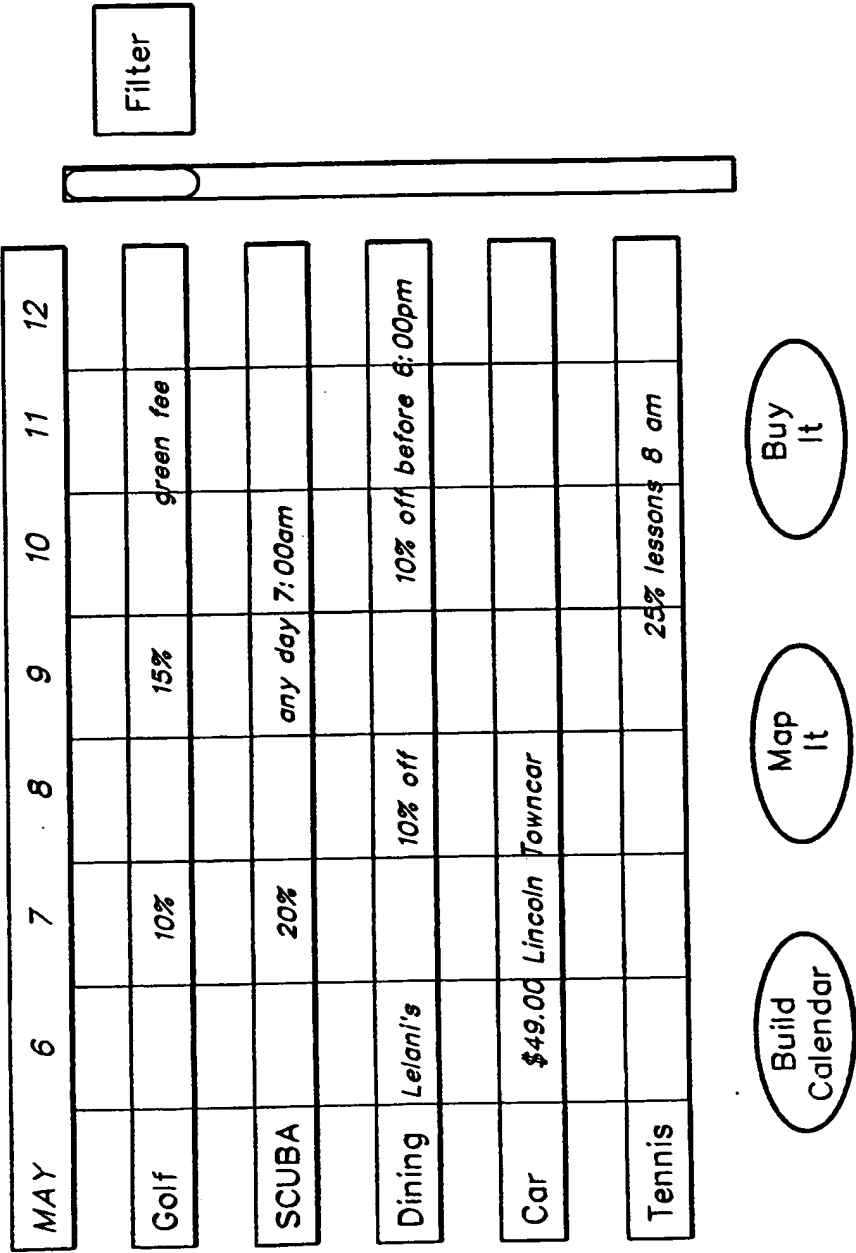 MAY 6 7 8 9 10 11 12
Filter
Golf 10% 15% green fee
SCUBA 20% any day 7:00am
Dining Lelani's 10% off 10% off before 6:00pm
Car $49.00 Lincoln Towncar
Tennis 25% lessons 8 am
Build
Calendar
Map
It
Buy
It